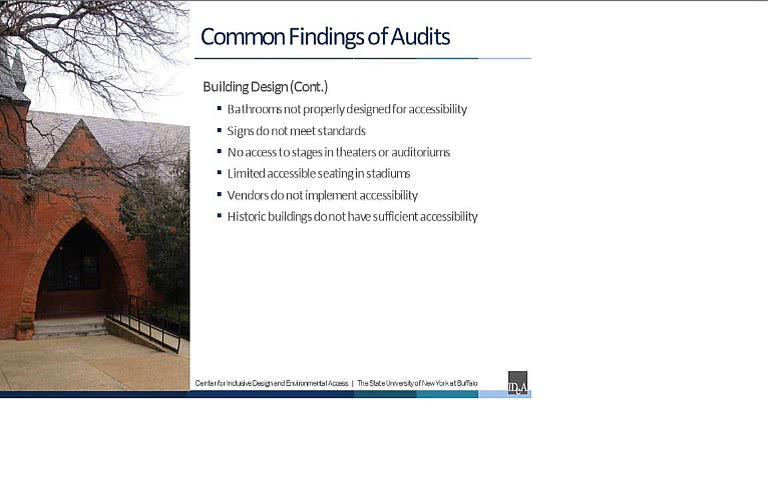 Common Findings of Audits
Building Design (Cont.)
Bathrooms not properly designed for accessibility
Signs do not meet standards
No access to stages in theaters or auditoriums
Limited accessible seating in stadiums
Vendors do not implement accessibility
Historic buildings do not have sufficient accessibility
Center for Inclusive Design and Environmental Access | The State University of New York at Buffalo
IDeA